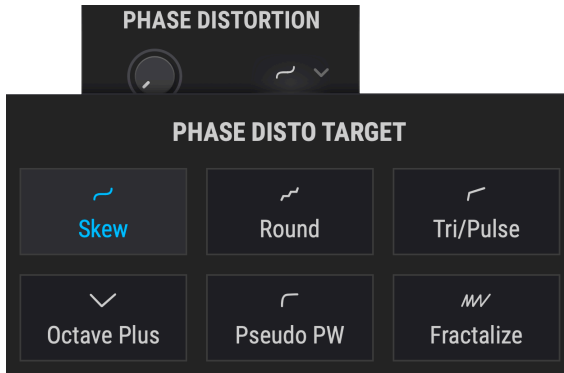 PHASE DISTORTION
PHASE DISTO TARGET
Skew
Round
Tri/Pulse
Octave Plus
Pseudo PW
Fractalize